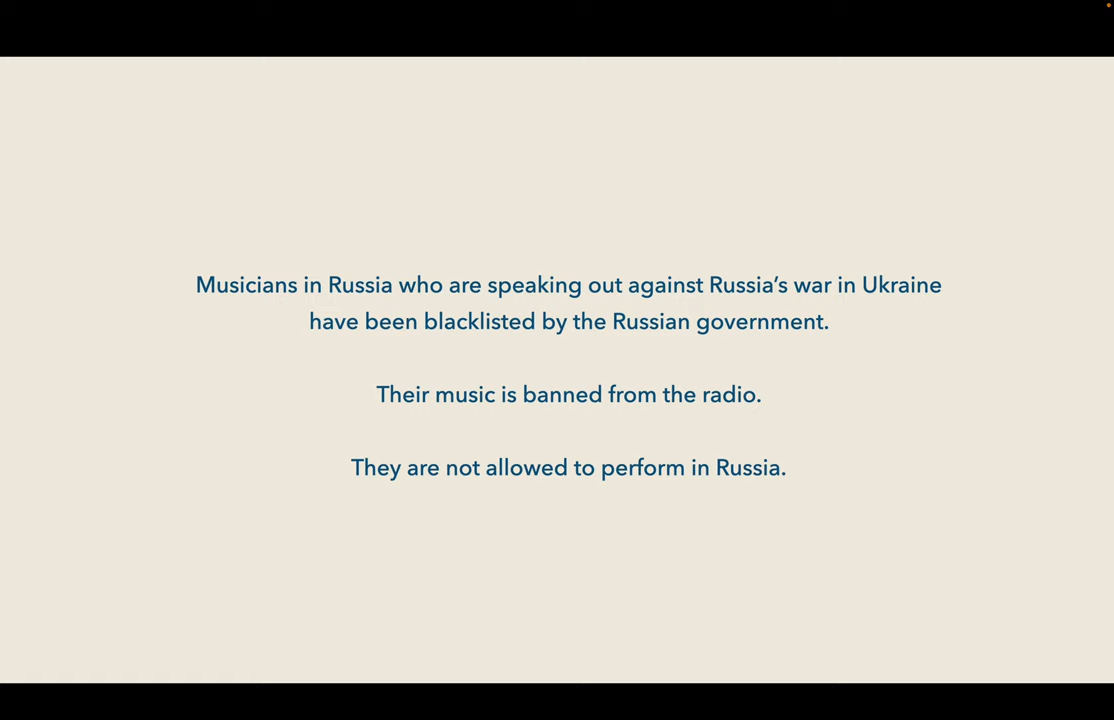 Musicians in Russia who are speaking out against Russia’s war in Ukraine
have been blacklisted by the Russian government.
Their music is banned from the radio.
They are not allowed to perform in Russia.